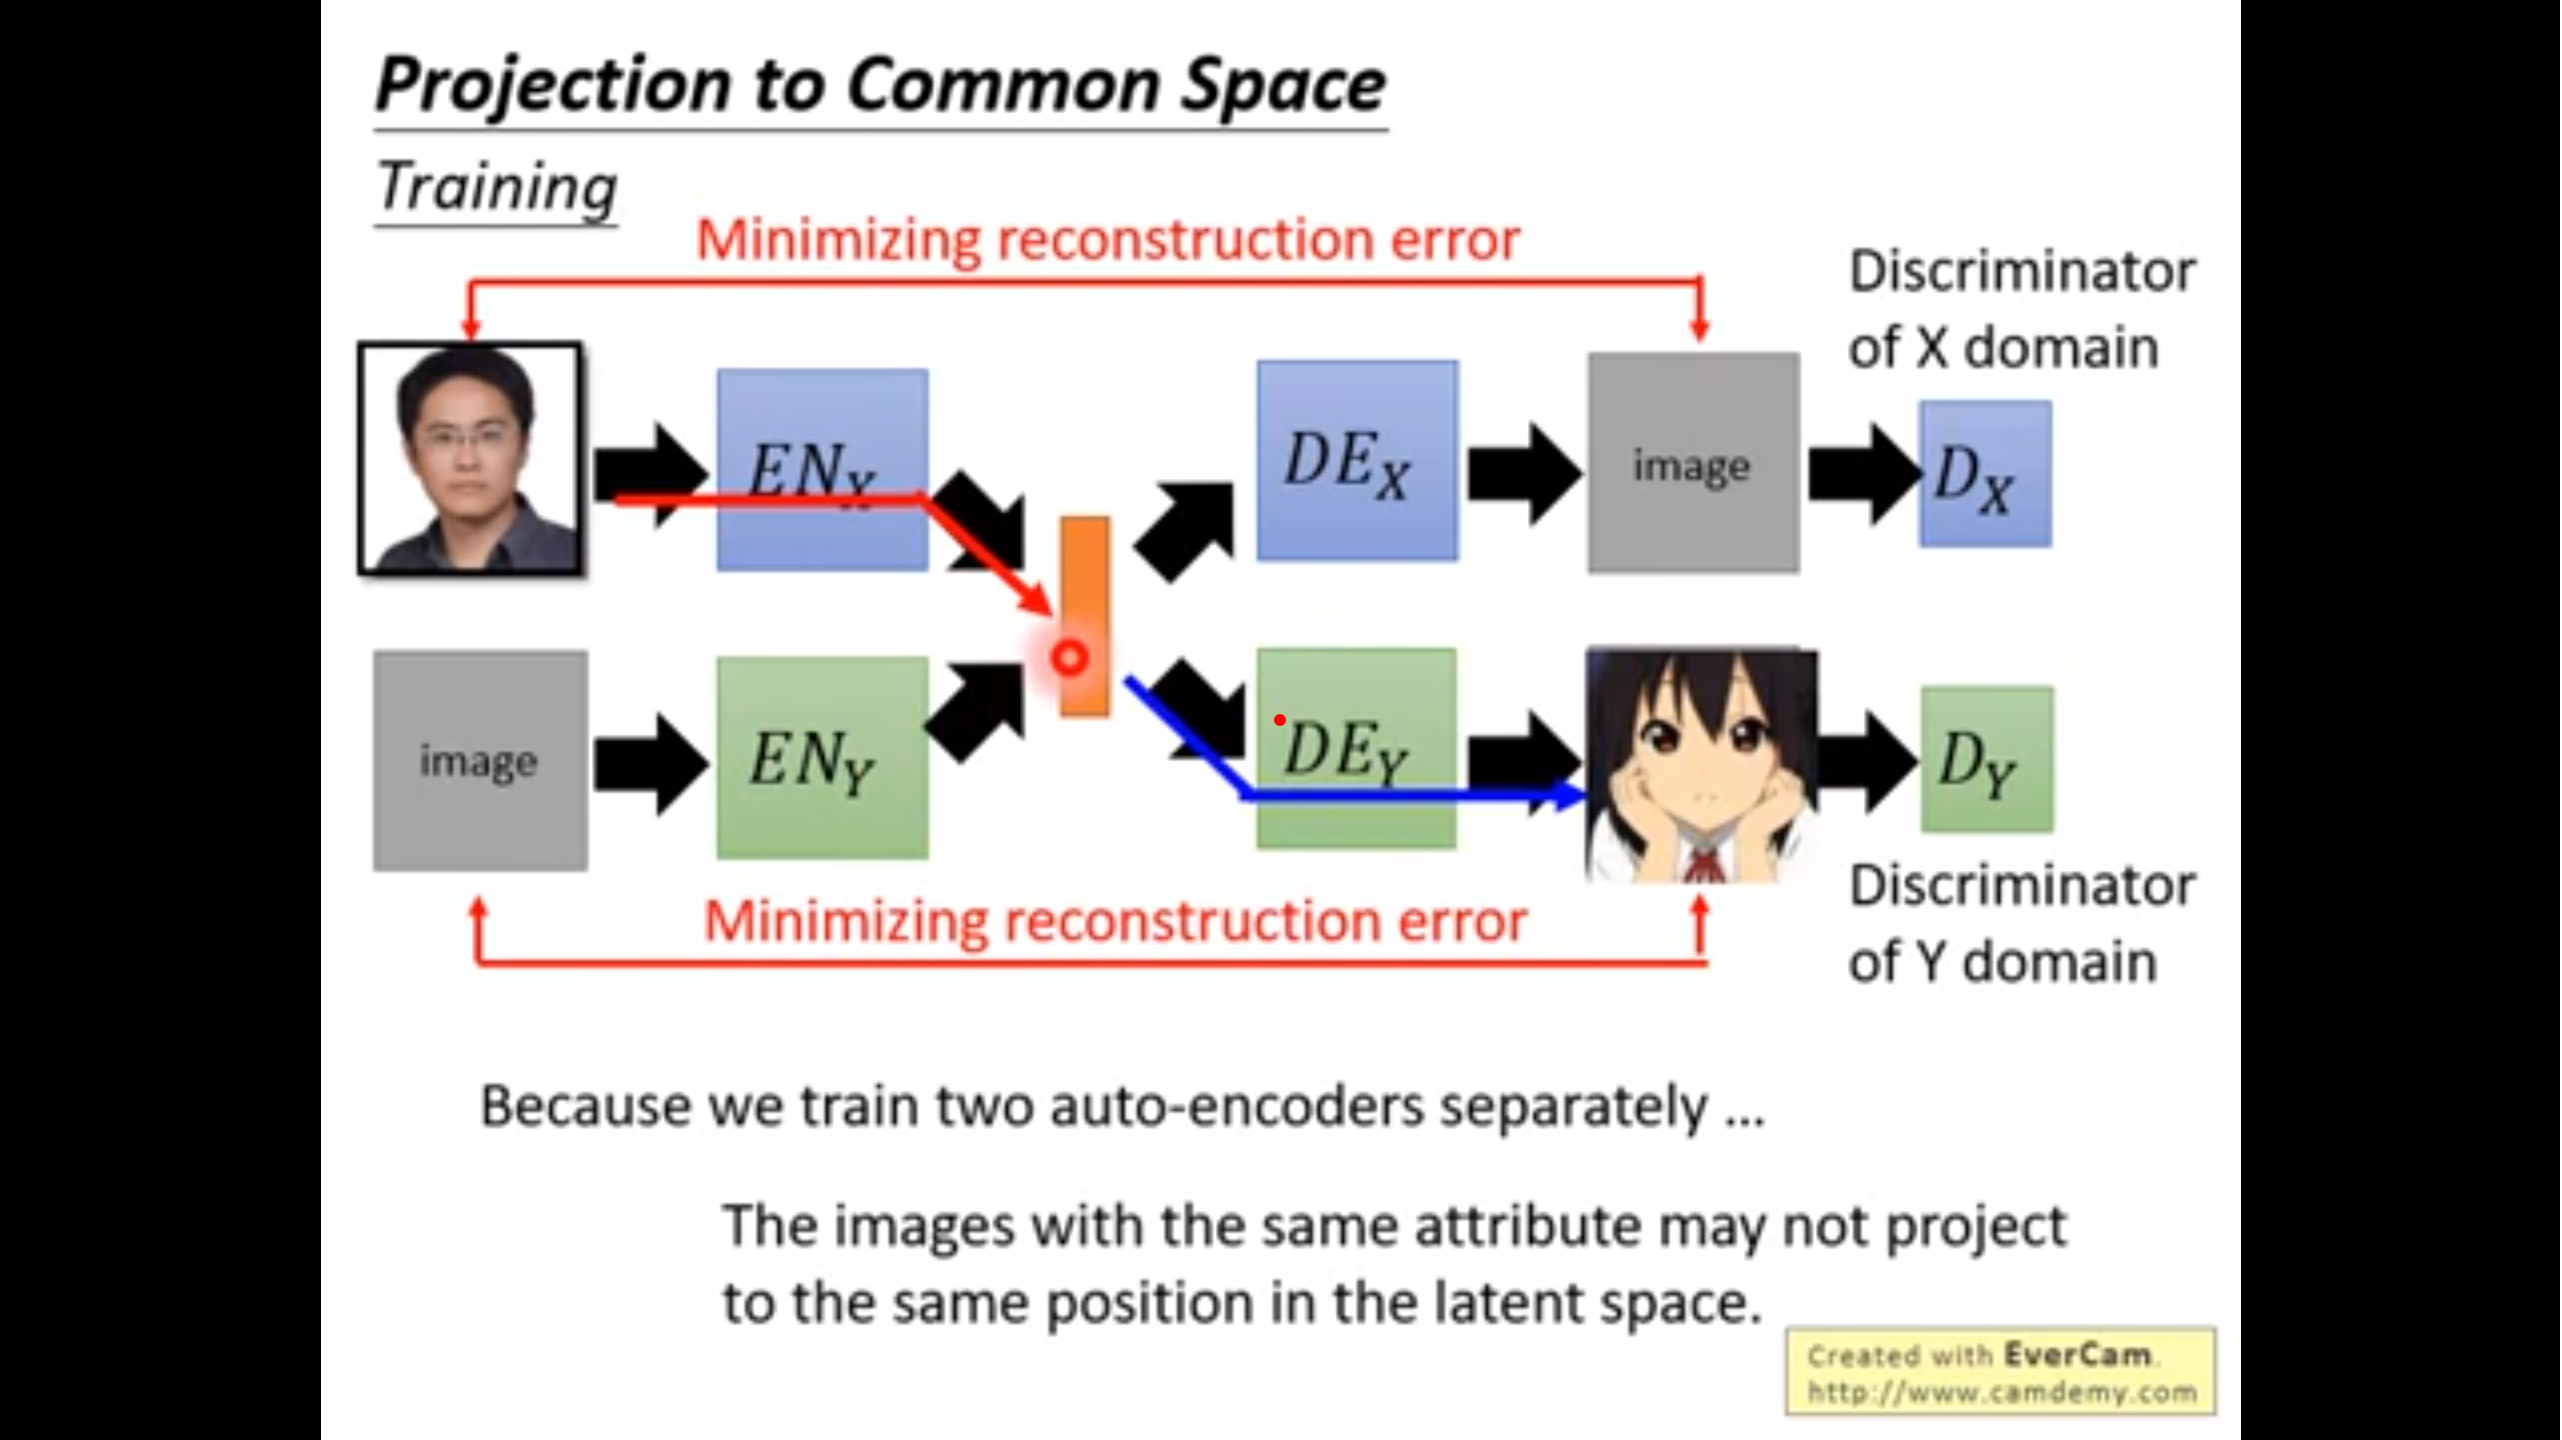 Projection to Common Space
Training
Minimizing reconstruction error
Discriminator
of X domain
EN_X
DE_X
image
D_X
image
EN_Y
DE_Y
D_Y
Minimizing reconstruction error
Discriminator
of Y domain
Because we train two auto-encoders separately ...
The images with the same attribute may not project
to the same position in the latent space.
Created with EverCam.
http://www.camdemy.com